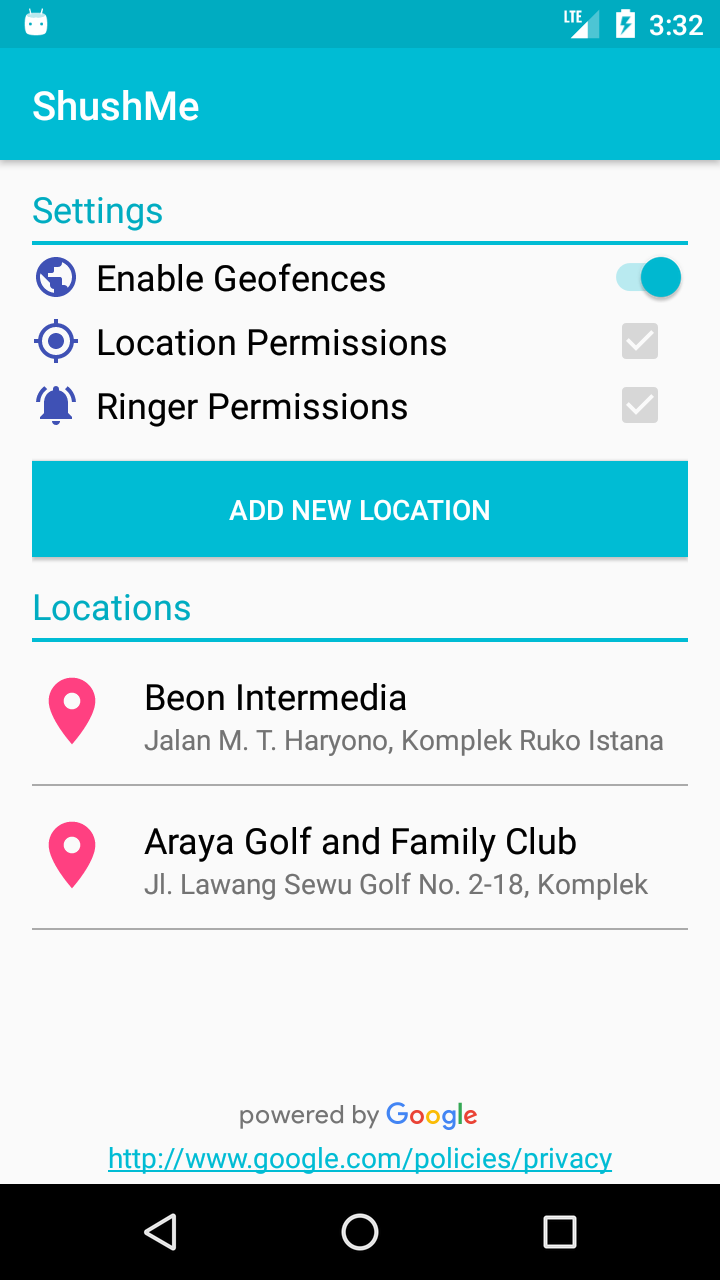 LTE 3:32
ShushMe
Settings
Enable Geofences
Location Permissions
Ringer Permissions
ADD NEW LOCATION
Locations
Beon Intermedia
Jalan M. T. Haryono, Komplek Ruko Istana
Araya Golf and Family Club
Jl. Lawang Sewu Golf No. 2-18, Komplek
powered by Google
http://www.google.com/policies/privacy